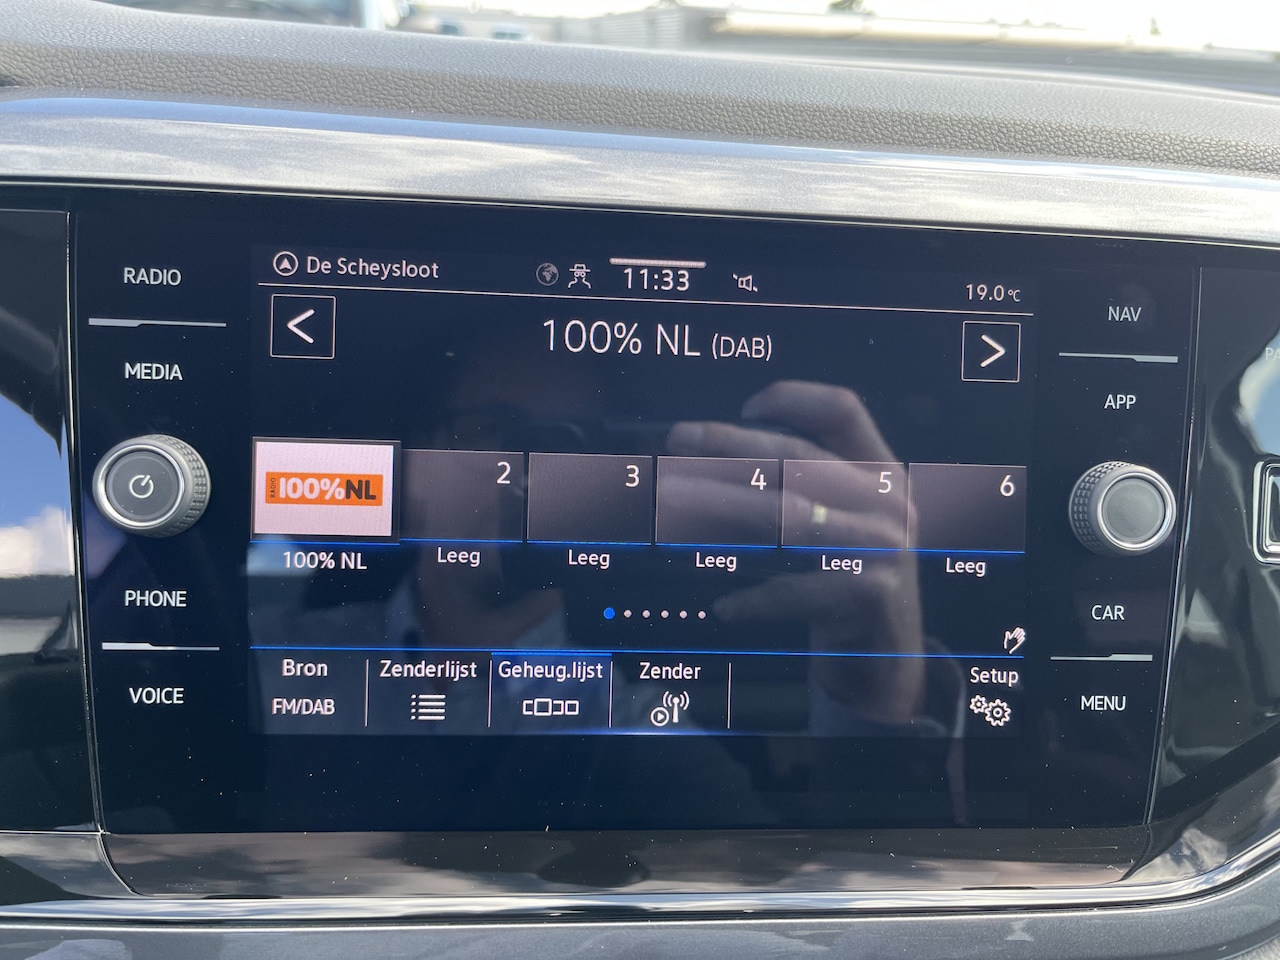 De Scheysloot
11:33
19.0°C
RADIO
MEDIA
PHONE
VOICE
100% NL (DAB)
RADIO 100%NL
2
3
4
5
6
100% NL
Leeg
Leeg
Leeg
Leeg
Leeg
Bron
FM/DAB
Zenderlijst
Geheug.lijst
Zender
Setup
NAV
APP
CAR
MENU